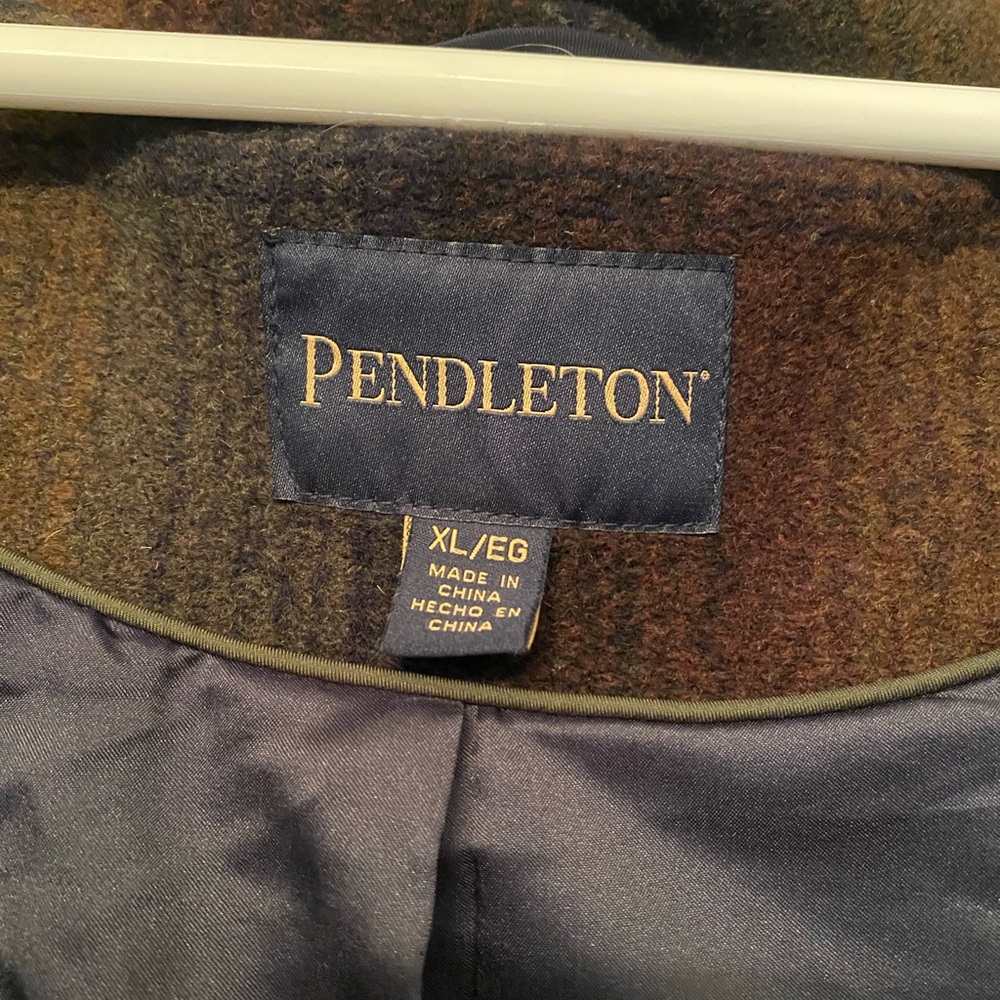 PENDLETON®
XL/EG
MADE IN
CHINA
HECHO EN
CHINA